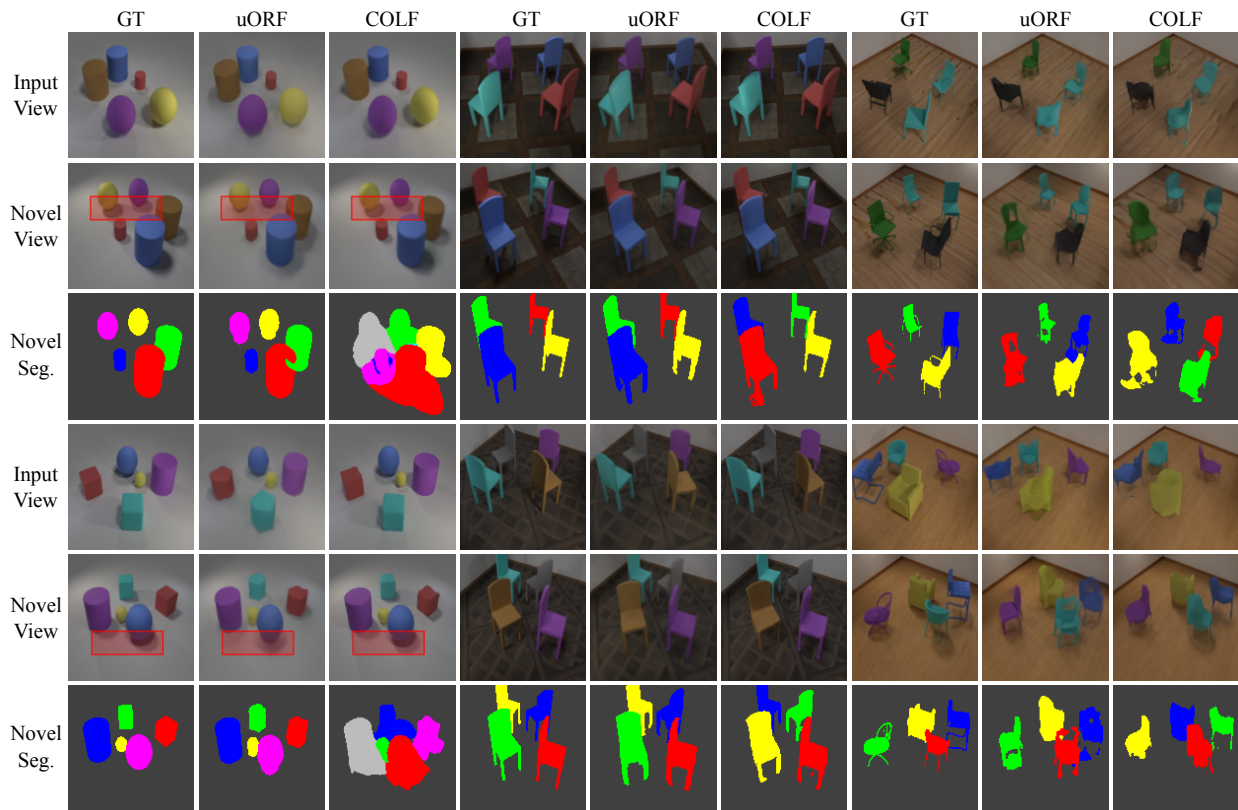 GT uORF COLF GT uORF COLF GT uORF COLF
Input
View
Novel
View
Novel
Seg.
Input
View
Novel
View
Novel
Seg.